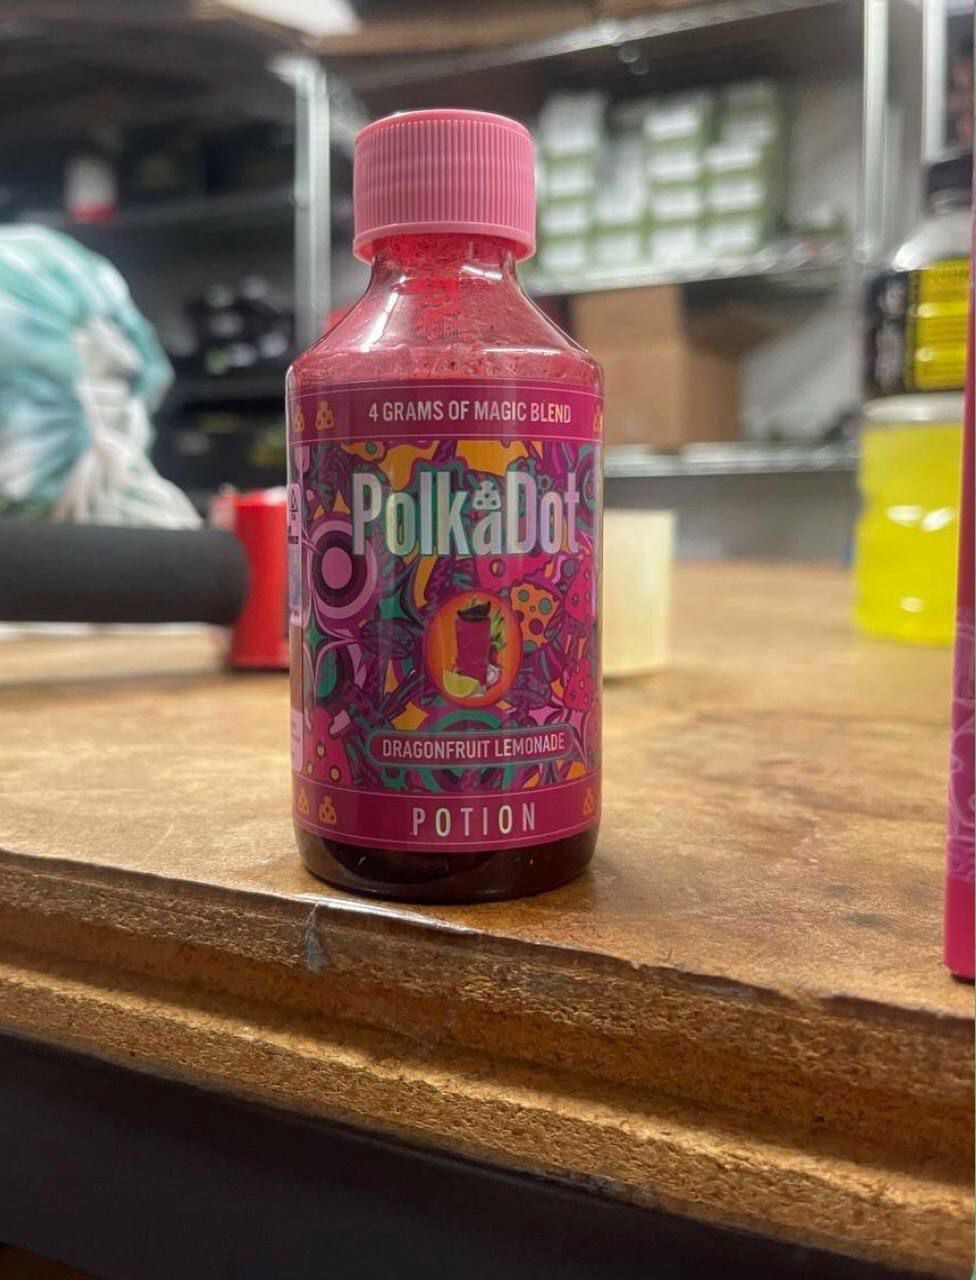 4 GRAMS OF MAGIC BLEND
PolkaDot
DRAGONFRUIT LEMONADE
POTION